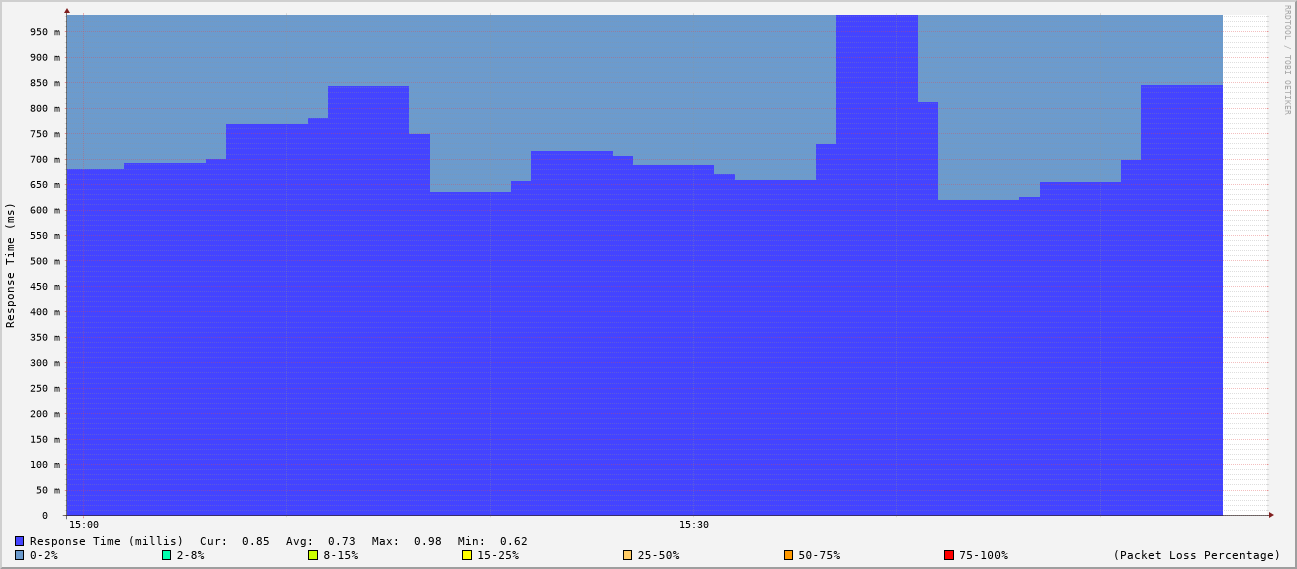 RRDTOOL / TOBI OETIKER
Response Time (ms)
950 m
900 m
850 m
800 m
750 m
700 m
650 m
600 m
550 m
500 m
450 m
400 m
350 m
300 m
250 m
200 m
150 m
100 m
50 m
0
15:00 15:30
Response Time (millis) Cur: 0.85 Avg: 0.73 Max: 0.98 Min: 0.62
0-2% 2-8% 8-15% 15-25% 25-50% 50-75% 75-100% (Packet Loss Percentage)